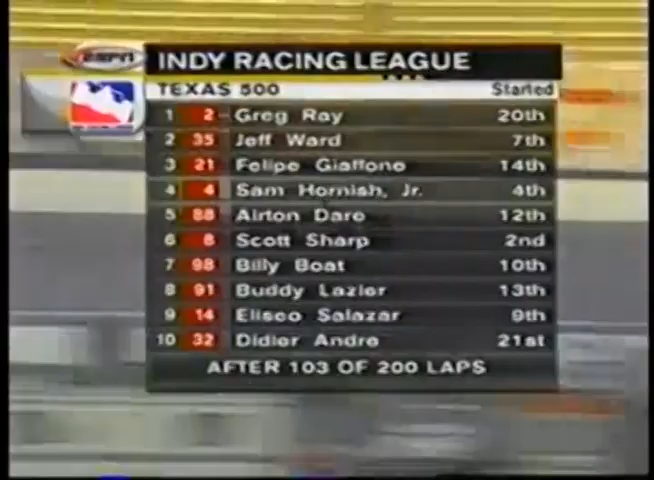 ESPN
INDY RACING LEAGUE
TEXAS 500 Started
1 2 Greg Ray 20th
2 35 Jeff Ward 7th
3 21 Felipe Giaffone 14th
4 4 Sam Hornish, Jr. 4th
5 88 Airton Dare 12th
6 8 Scott Sharp 2nd
7 98 Billy Boat 10th
8 91 Buddy Lazier 13th
9 14 Eliseo Salazar 9th
10 32 Didier Andre 21st
AFTER 103 OF 200 LAPS